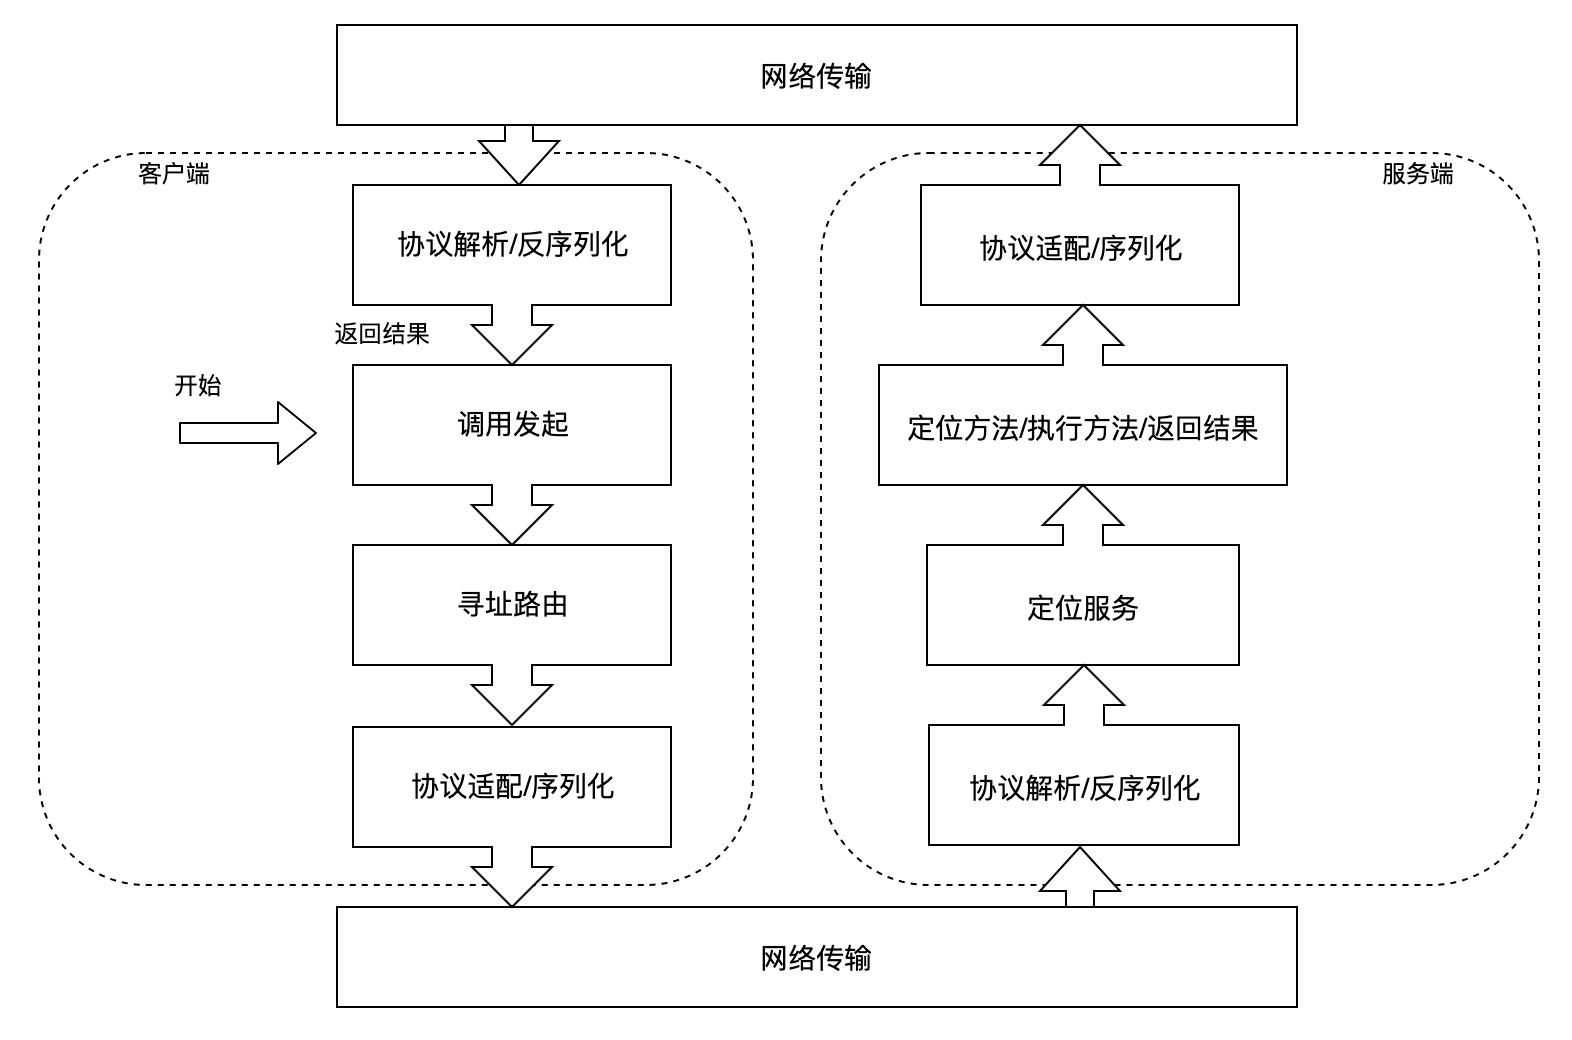 网络传输
客户端
服务端
协议解析/反序列化
协议适配/序列化
返回结果
开始
调用发起
定位方法/执行方法/返回结果
寻址路由
定位服务
协议适配/序列化
协议解析/反序列化
网络传输